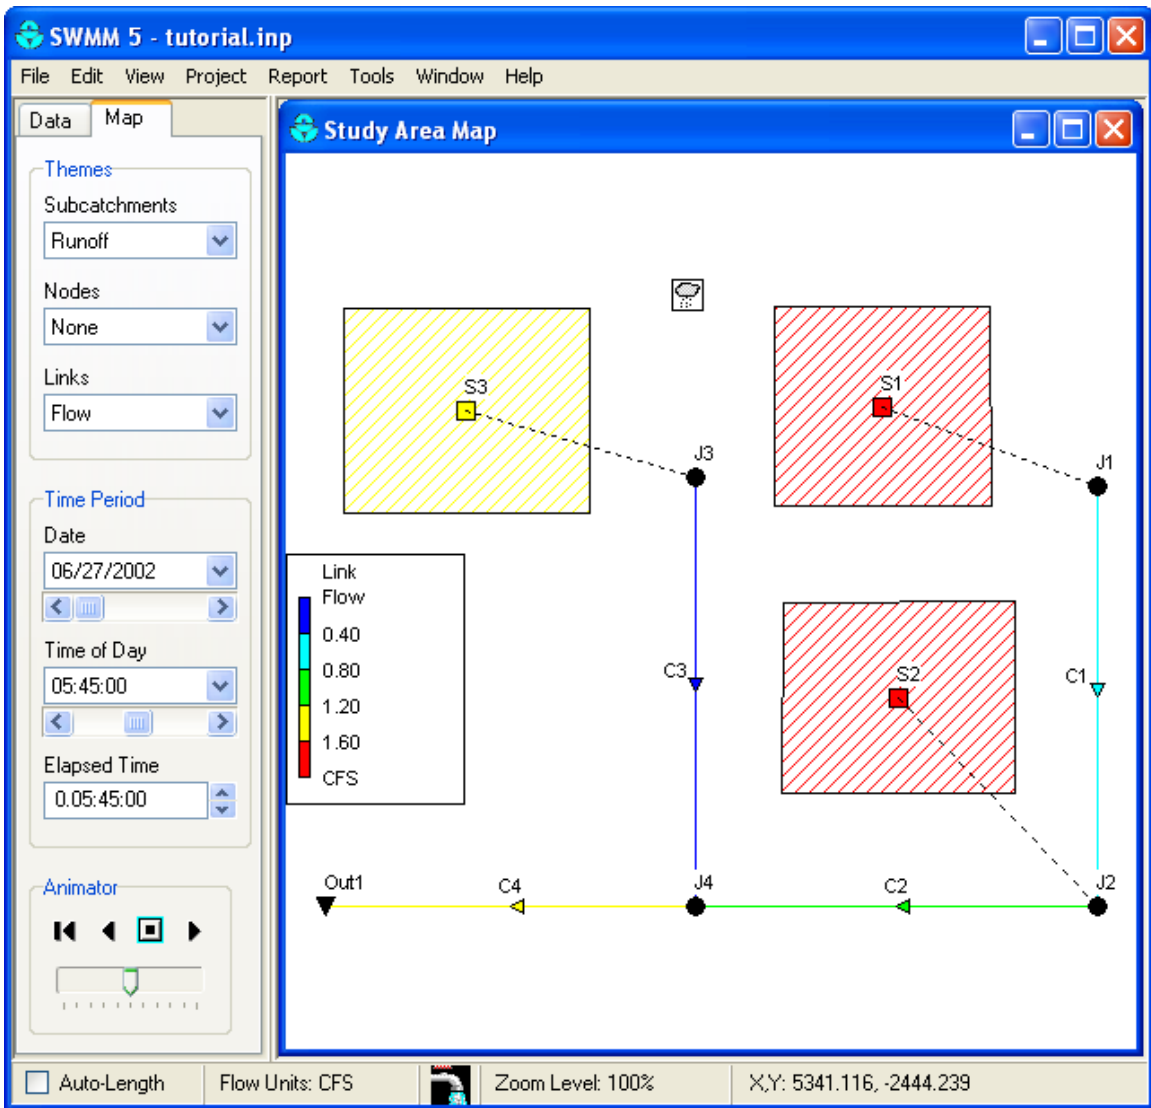 SWMM 5 - tutorial.inp
File Edit View Project Report Tools Window Help
Data Map
Themes
Subcatchments
Runoff
Nodes
None
Links
Flow
Time Period
Date
06/27/2002
Time of Day
05:45:00
Elapsed Time
0.05:45:00
Animator
Study Area Map
S3
S1
J3
J1
Link
Flow
0.40
0.80
1.20
1.60
CFS
C3
S2
C1
Out1
C4
J4
C2
J2
Auto-Length
Flow Units: CFS
Zoom Level: 100%
X,Y: 5341.116, -2444.239